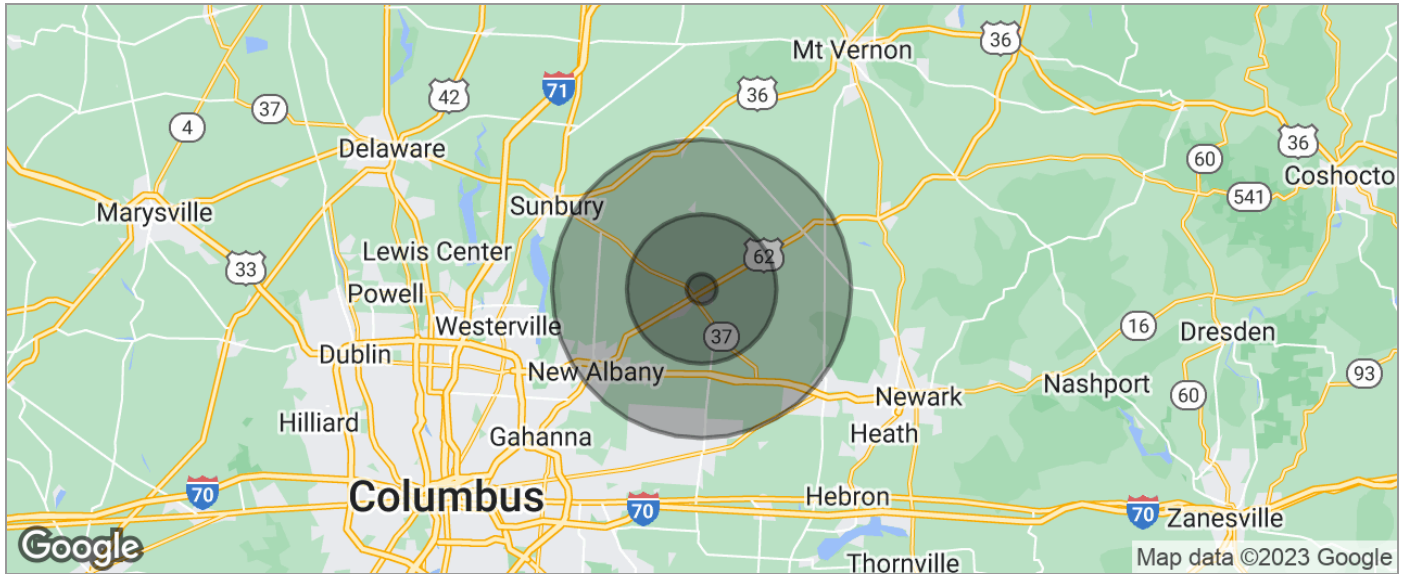 Mt Vernon
36
71
42
36
37
4
Delaware
36
60
Coshocto
541
Marysville
Sunbury
Lewis Center
62
33
Powell
Westerville
37
16
Dresden
Dublin
New Albany
93
Nashport
60
Newark
Hilliard
Gahanna
Heath
70
Columbus
70
Hebron
70
Zanesville
Google
Thornville
Map data ©2023 Google